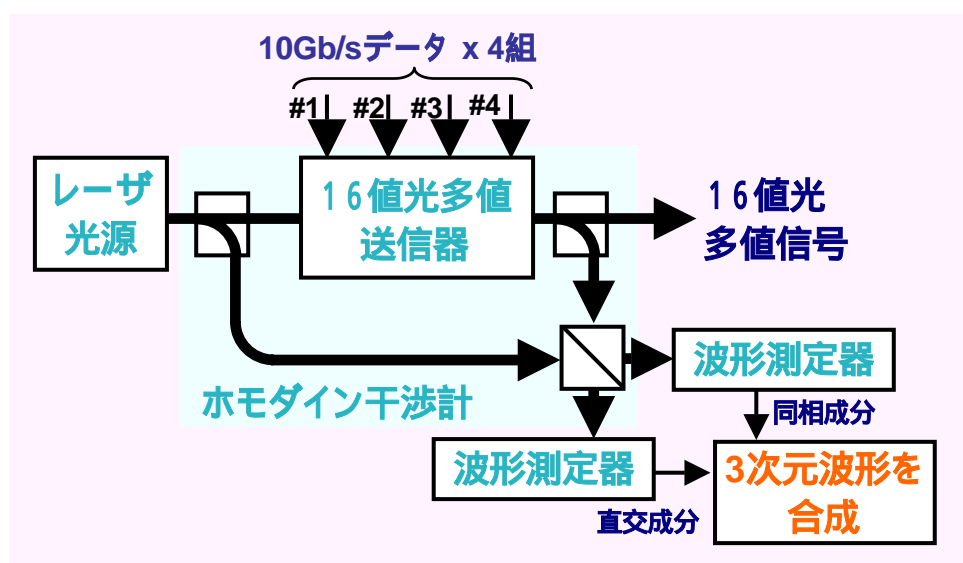 10Gb/sデータ x 4組
#1 #2 #3 #4
レーザ
光源
16値光多値
送信器
16値光
多値信号
波形測定器
ホモダイン干渉計
同相成分
波形測定器
3次元波形を
合成
直交成分